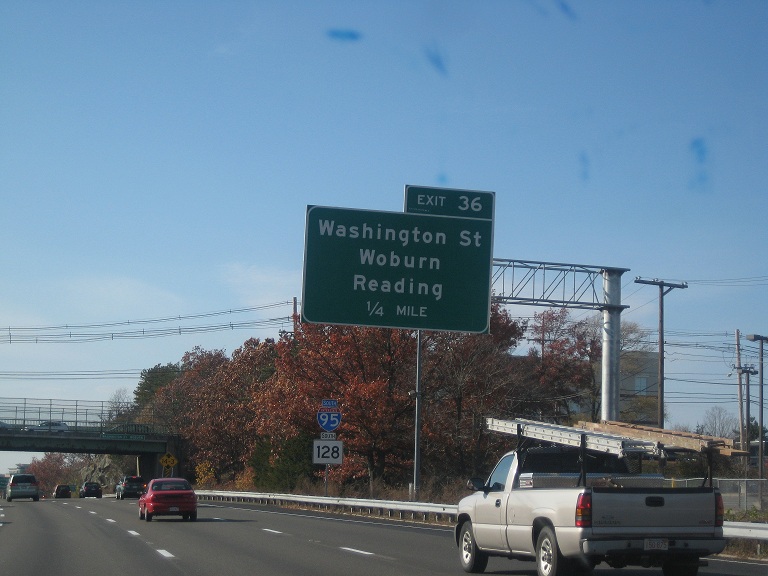 EXIT 36
Washington St
Woburn
Reading
1/4 MILE
SOUTH
95
SOUTH
128